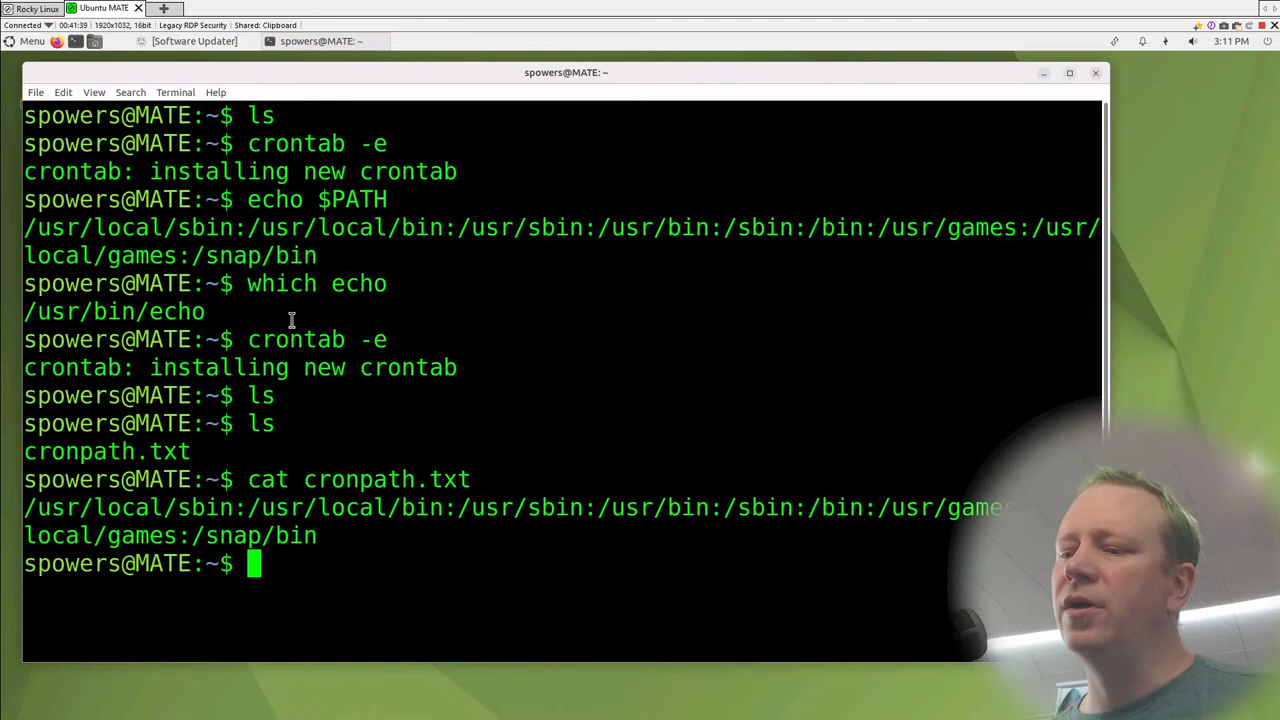 Rocky Linux
Ubuntu MATE
Connected 00:41:39 1920x1032, 16bit Legacy RDP Security Shared: Clipboard
Menu [Software Updater] spowers@MATE: ~ 3:11 PM
spowers@MATE: ~
File Edit View Search Terminal Help
spowers@MATE:~$ ls
spowers@MATE:~$ crontab -e
crontab: installing new crontab
spowers@MATE:~$ echo $PATH
/usr/local/sbin:/usr/local/bin:/usr/sbin:/usr/bin:/sbin:/bin:/usr/games:/usr/
local/games:/snap/bin
spowers@MATE:~$ which echo
/usr/bin/echo
spowers@MATE:~$ crontab -e
crontab: installing new crontab
spowers@MATE:~$ ls
spowers@MATE:~$ ls
cronpath.txt
spowers@MATE:~$ cat cronpath.txt
/usr/local/sbin:/usr/local/bin:/usr/sbin:/usr/bin:/sbin:/bin:/usr/games
local/games:/snap/bin
spowers@MATE:~$